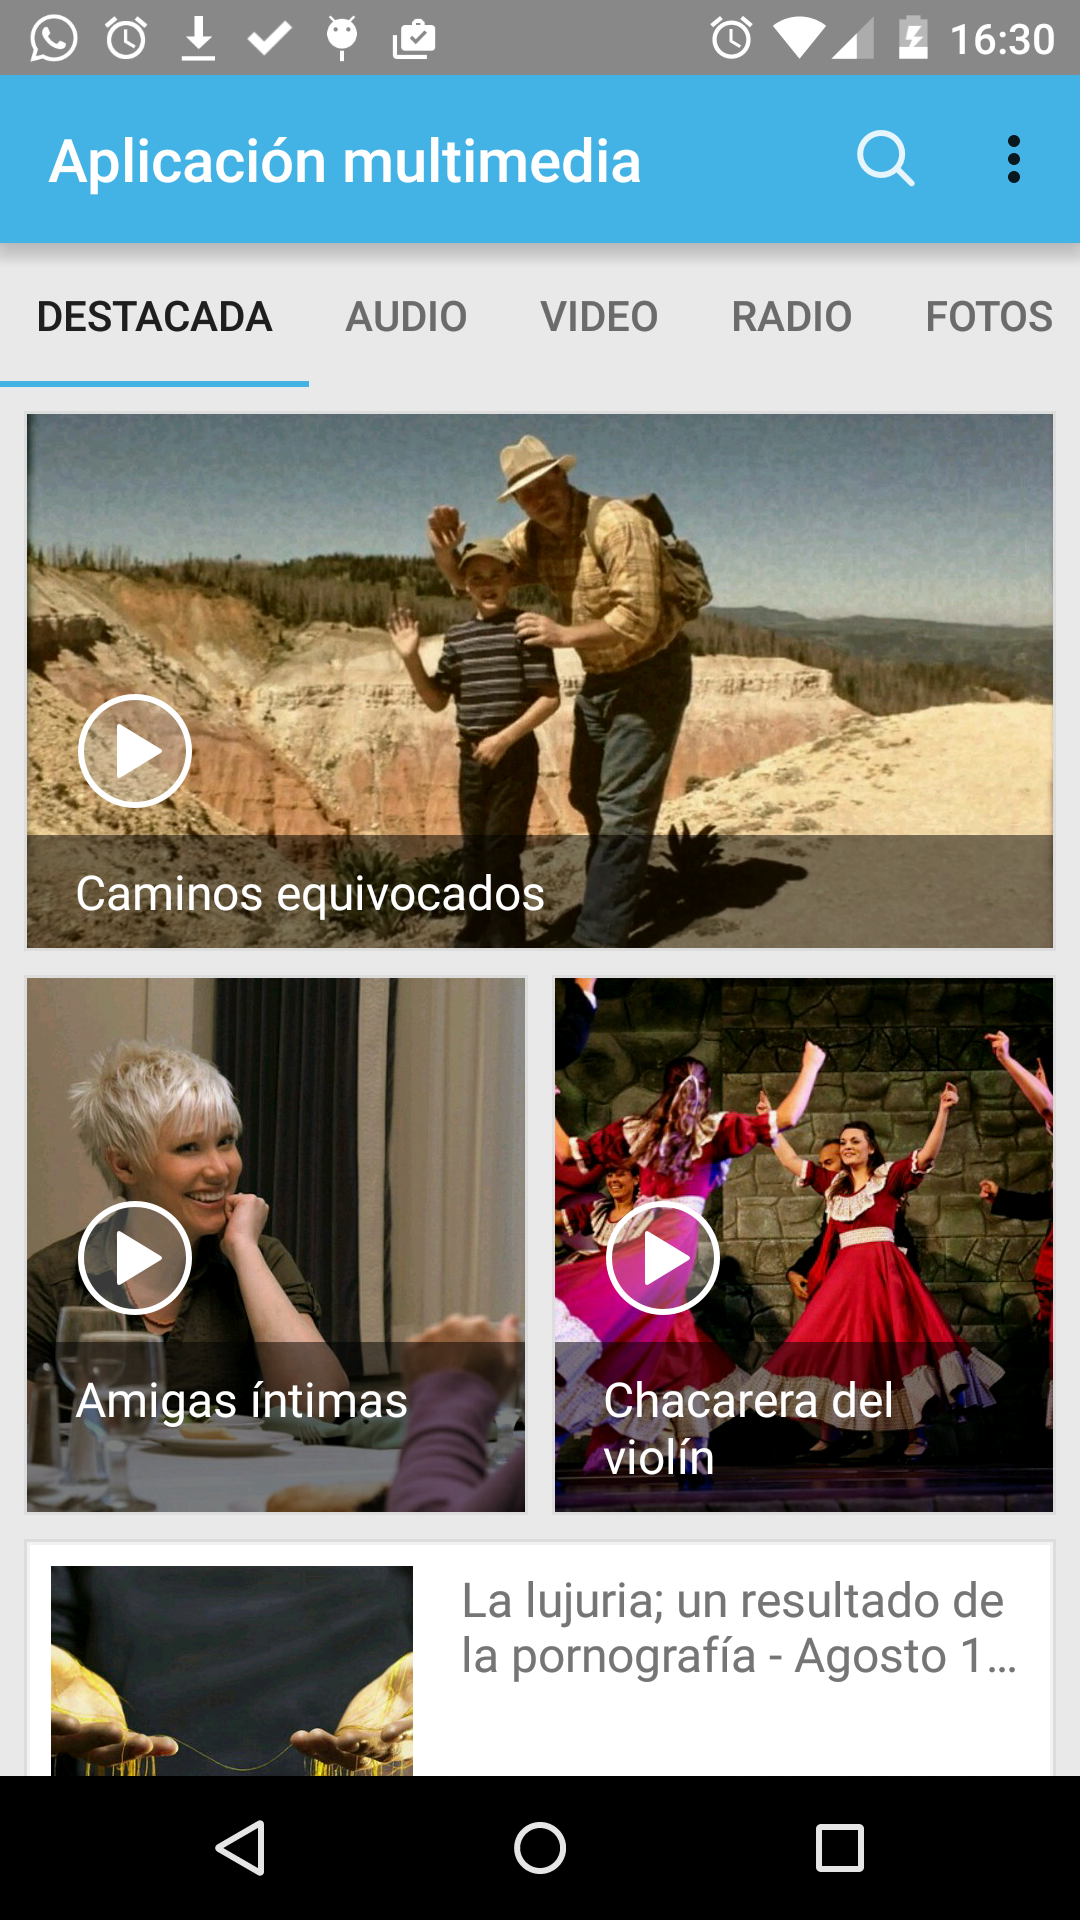 16:30
Aplicación multimedia
DESTACADA AUDIO VIDEO RADIO FOTOS
Caminos equivocados
Amigas íntimas
Chacarera del
violín
La lujuria; un resultado de
la pornografía - Agosto 1...